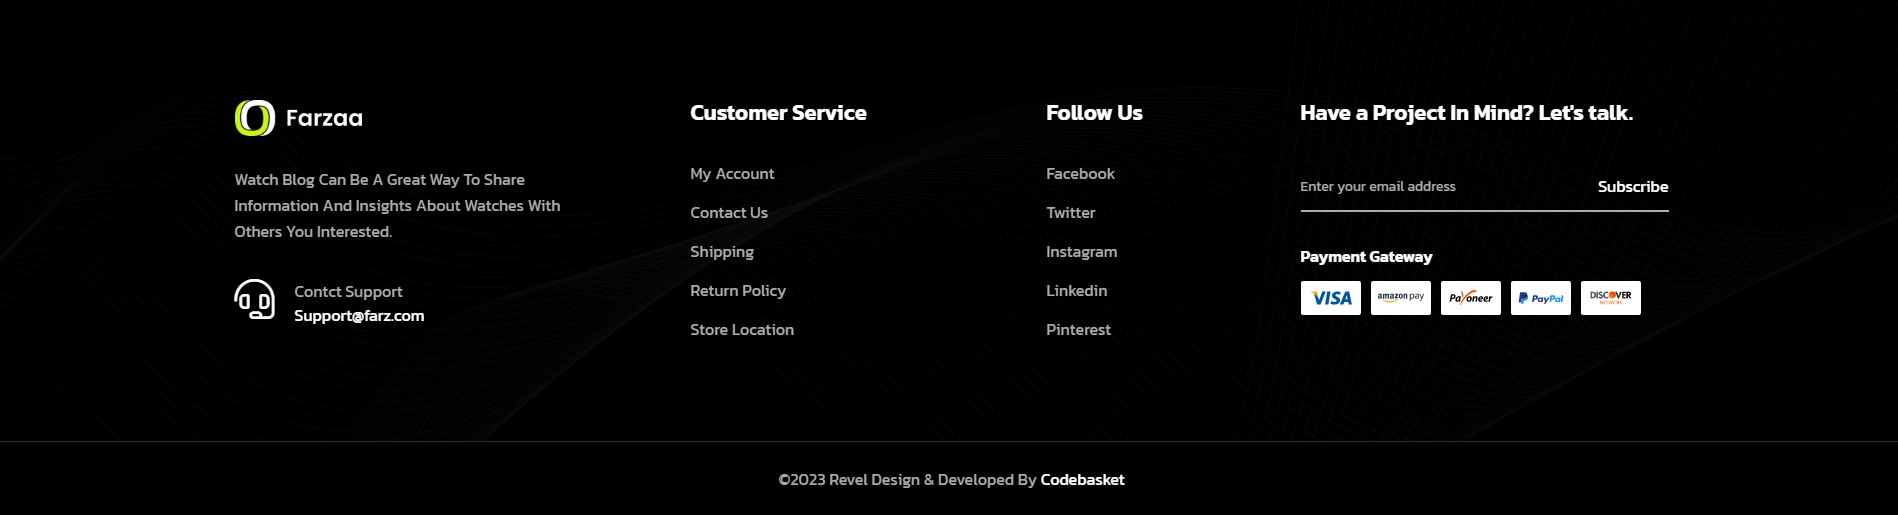 Farzaa
Watch Blog Can Be A Great Way To Share
Information And Insights About Watches With
Others You Interested.
Contct Support
Support@farz.com
Customer Service
My Account
Contact Us
Shipping
Return Policy
Store Location
Follow Us
Facebook
Twitter
Instagram
Linkedin
Pinterest
Have a Project In Mind? Let's talk.
Enter your email address
Subscribe
Payment Gateway
VISA
amazon pay
Payoneer
PayPal
DISCOVER
NETWORK
©2023 Revel Design & Developed By Codebasket